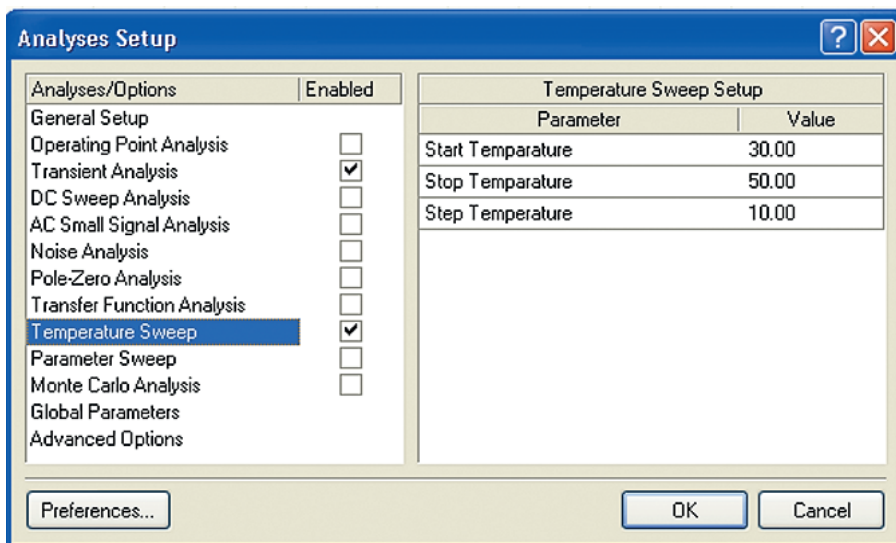 Analyses Setup
Analyses/Options Enabled
General Setup
Operating Point Analysis
Transient Analysis
DC Sweep Analysis
AC Small Signal Analysis
Noise Analysis
Pole-Zero Analysis
Transfer Function Analysis
Temperature Sweep
Parameter Sweep
Monte Carlo Analysis
Global Parameters
Advanced Options
Temperature Sweep Setup
Parameter Value
Start Temparature 30.00
Stop Temparature 50.00
Step Temperature 10.00
Preferences... OK Cancel